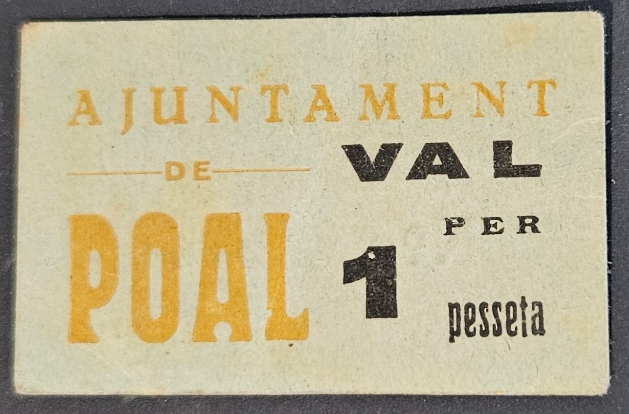 AJUNTAMENT
DE
POAL
VAL
PER
1
pesseta